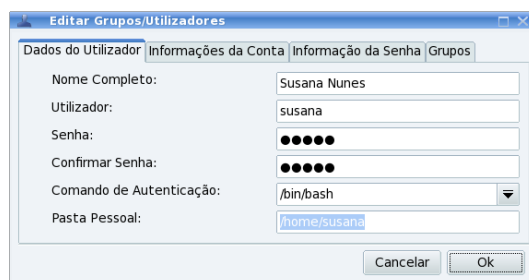 Editar Grupos/Utilizadores
Dados do Utilizador Informações da Conta Informação da Senha Grupos
Nome Completo: Susana Nunes
Utilizador: susana
Senha: ●●●●●
Confirmar Senha: ●●●●●
Comando de Autenticação: /bin/bash
Pasta Pessoal: /home/susana
Cancelar Ok